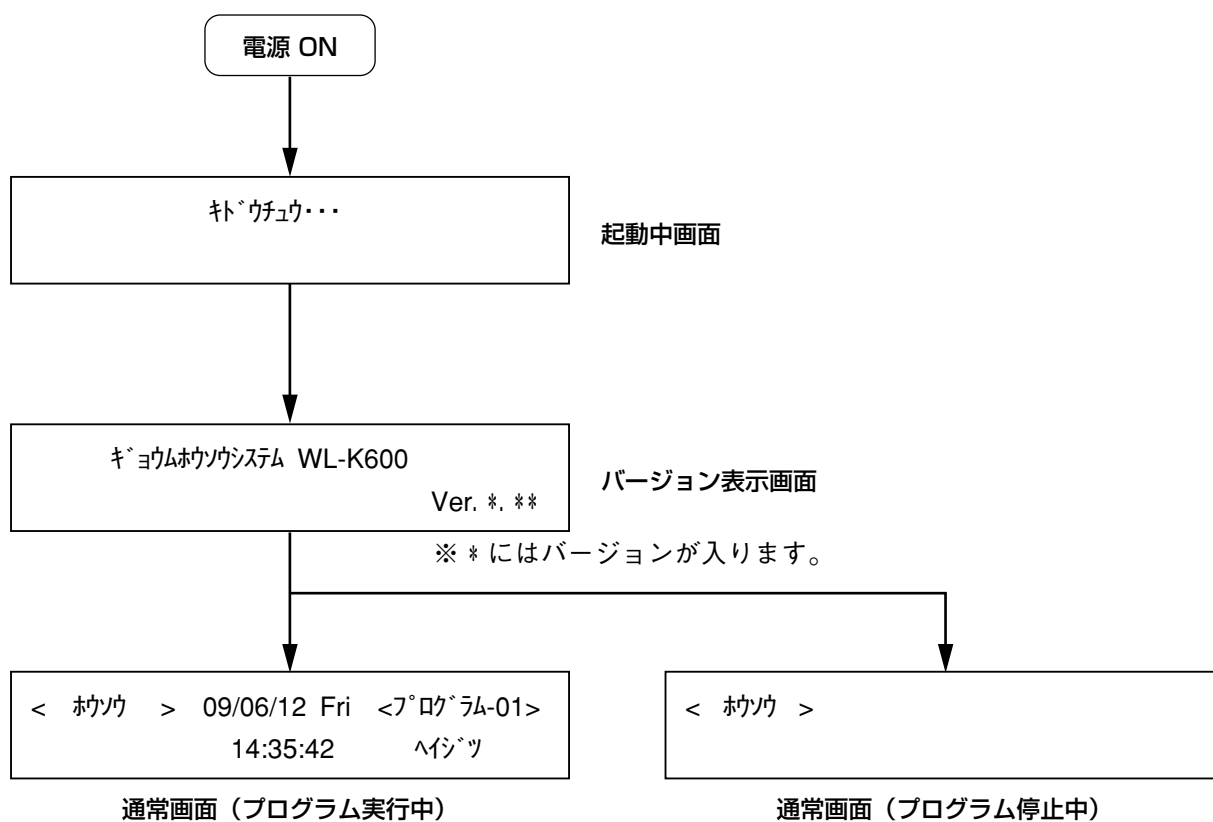 電源 ON
ｷﾄﾞｳﾁｭｳ･･･
起動中画面
ｷﾞｮｳﾑﾎｳｿｳｼｽﾃﾑ WL-K600
Ver. *. **
バージョン表示画面
※ * にはバージョンが入ります。
< ﾎｳｿｳ > 09/06/12 Fri <ﾌﾟﾛｸﾞﾗﾑ-01>
14:35:42 ﾍｲｼﾞﾂ
通常画面（プログラム実行中）
< ﾎｳｿｳ >
通常画面（プログラム停止中）